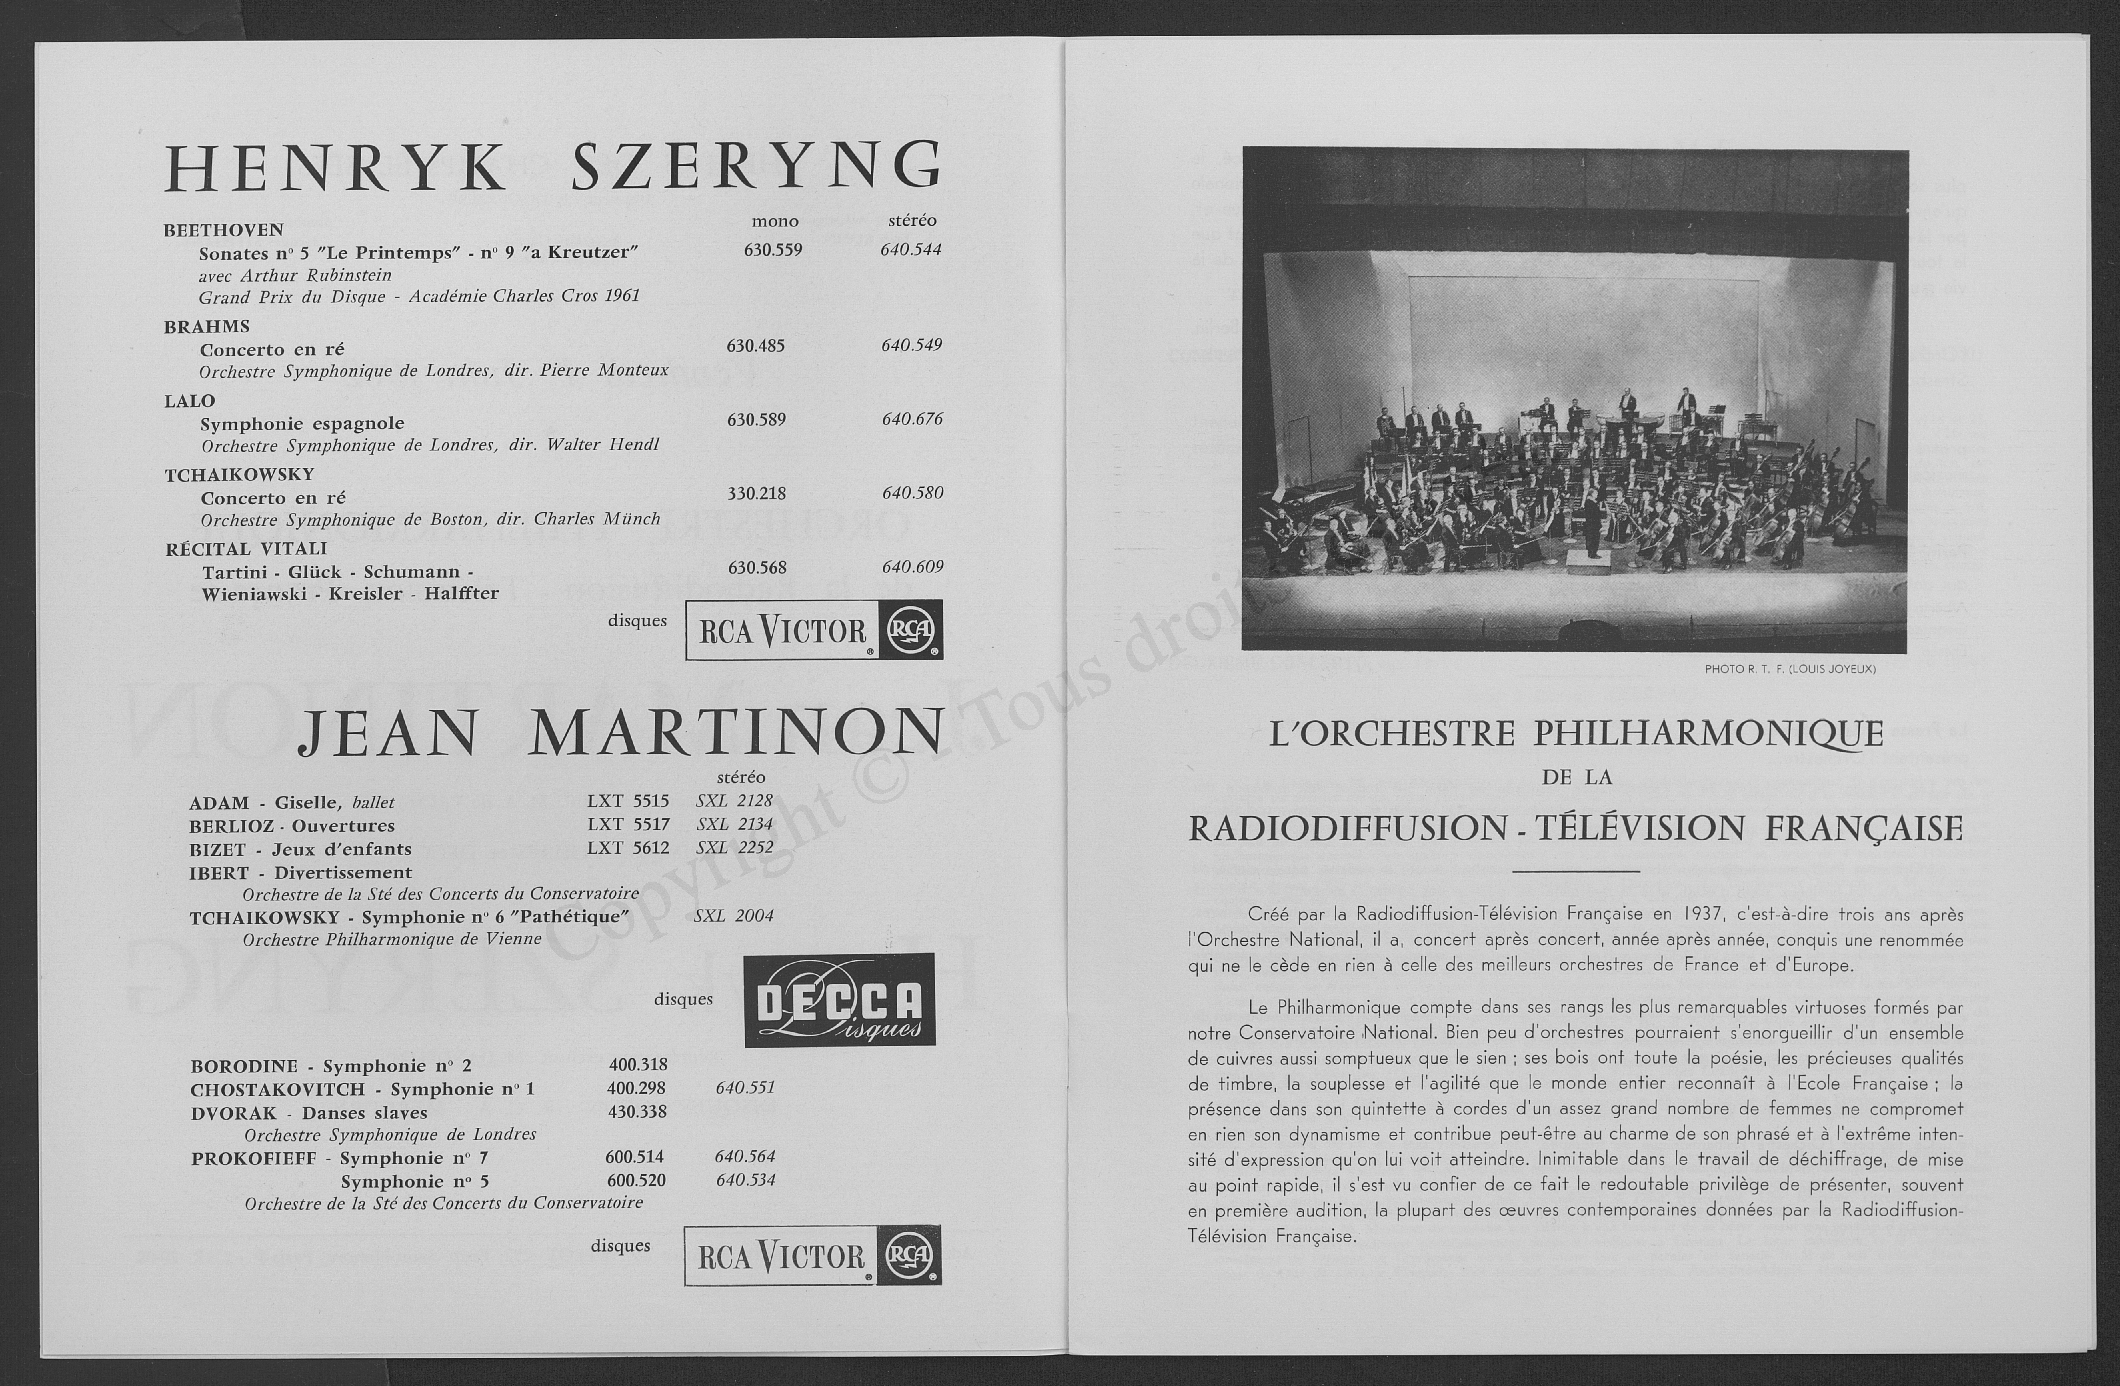 HENRYK SZERYNG
mono stéréo
BEETHOVEN
Sonates nº 5 "Le Printemps" - nº 9 "a Kreutzer" 630.559 640.544
avec Arthur Rubinstein
Grand Prix du Disque - Académie Charles Cros 1961
BRAHMS
Concerto en ré 630.485 640.549
Orchestre Symphonique de Londres, dir. Pierre Monteux
LALO
Symphonie espagnole 630.589 640.676
Orchestre Symphonique de Londres, dir. Walter Hendl
TCHAIKOWSKY
Concerto en ré 330.218 640.580
Orchestre Symphonique de Boston, dir. Charles Münch
RÉCITAL VITALI
Tartini - Glück - Schumann - 630.568 640.609
Wieniawski - Kreisler - Halffter
disques RCA VICTOR ® RCA ®
JEAN MARTINON
stéréo
ADAM - Giselle, ballet LXT 5515 SXL 2128
BERLIOZ - Ouvertures LXT 5517 SXL 2134
BIZET - Jeux d'enfants LXT 5612 SXL 2252
IBERT - Divertissement
Orchestre de la Sté des Concerts du Conservatoire
TCHAIKOWSKY - Symphonie nº 6 "Pathétique" SXL 2004
Orchestre Philharmonique de Vienne
disques DECCA
Disques
BORODINE - Symphonie nº 2 400.318
CHOSTAKOVITCH - Symphonie nº 1 400.298 640.551
DVORAK - Danses slaves 430.338
Orchestre Symphonique de Londres
PROKOFIEFF - Symphonie nº 7 600.514 640.564
Symphonie nº 5 600.520 640.534
Orchestre de la Sté des Concerts du Conservatoire
disques RCA VICTOR ® RCA ®
Copyright © - Tous droits
PHOTO R. T. F. (LOUIS JOYEUX)
L'ORCHESTRE PHILHARMONIQUE
DE LA
RADIODIFFUSION - TÉLÉVISION FRANÇAISE
Créé par la Radiodiffusion-Télévision Française en 1937, c'est-à-dire trois ans après
l'Orchestre National, il a, concert après concert, année après année, conquis une renommée
qui ne le cède en rien à celle des meilleurs orchestres de France et d'Europe.
Le Philharmonique compte dans ses rangs les plus remarquables virtuoses formés par
notre Conservatoire National. Bien peu d'orchestres pourraient s'enorgueillir d'un ensemble
de cuivres aussi somptueux que le sien ; ses bois ont toute la poésie, les précieuses qualités
de timbre, la souplesse et l'agilité que le monde entier reconnaît à l'Ecole Française ; la
présence dans son quintette à cordes d'un assez grand nombre de femmes ne compromet
en rien son dynamisme et contribue peut-être au charme de son phrasé et à l'extrême inten-
sité d'expression qu'on lui voit atteindre. Inimitable dans le travail de déchiffrage, de mise
au point rapide, il s'est vu confier de ce fait le redoutable privilège de présenter, souvent
en première audition, la plupart des œuvres contemporaines données par la Radiodiffusion-
Télévision Française.